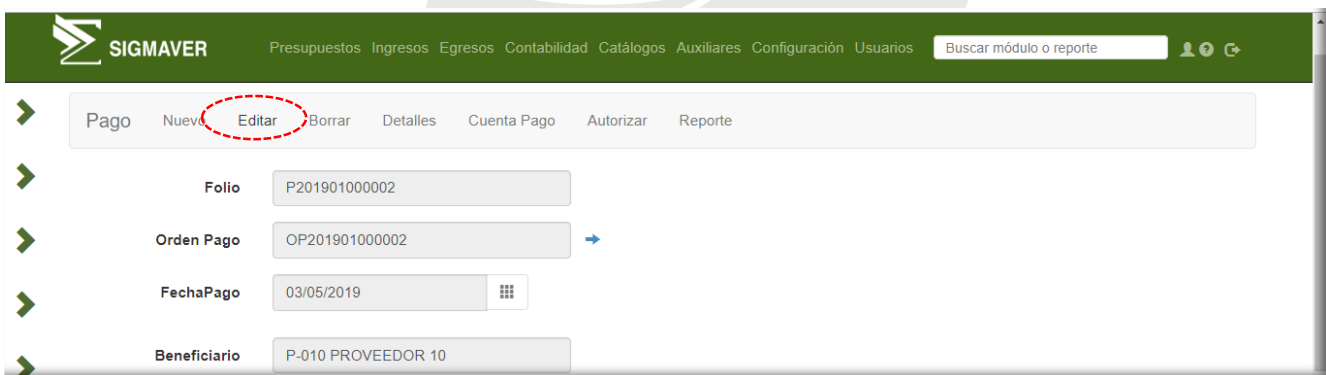 SIGMAVER Presupuestos Ingresos Egresos Contabilidad Catálogos Auxiliares Configuración Usuarios Buscar módulo o reporte
Pago Nuevo Editar Borrar Detalles Cuenta Pago Autorizar Reporte
Folio P201901000002
Orden Pago OP201901000002
FechaPago 03/05/2019
Beneficiario P-010 PROVEEDOR 10